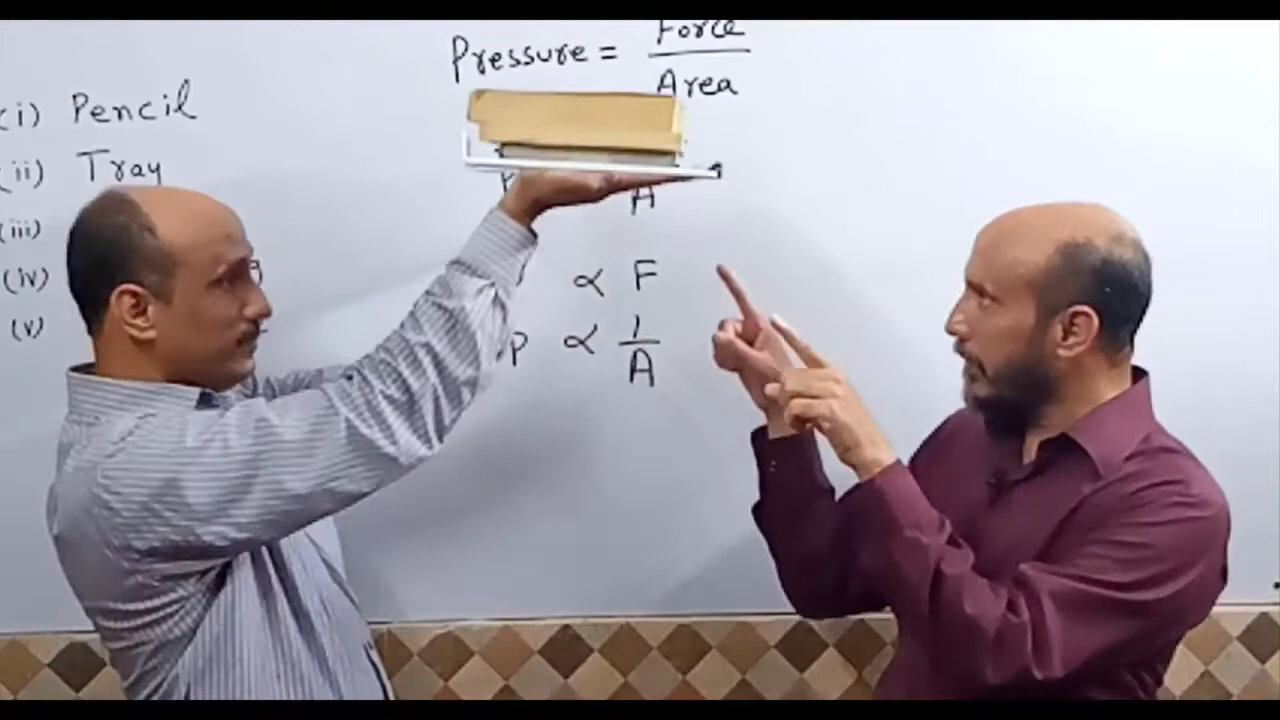 Pressure = Force
Area
(i) Pencil
(ii) Tray
A
(iii)
(iv)
∝ F
(v)
P ∝ 1
A